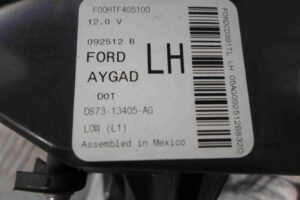 F00HTF405100
12.0 V
092512 B
FORD
AYGAD
LH
DOT
DS73-13405-AG
LOW (L1)
Assembled in Mexico